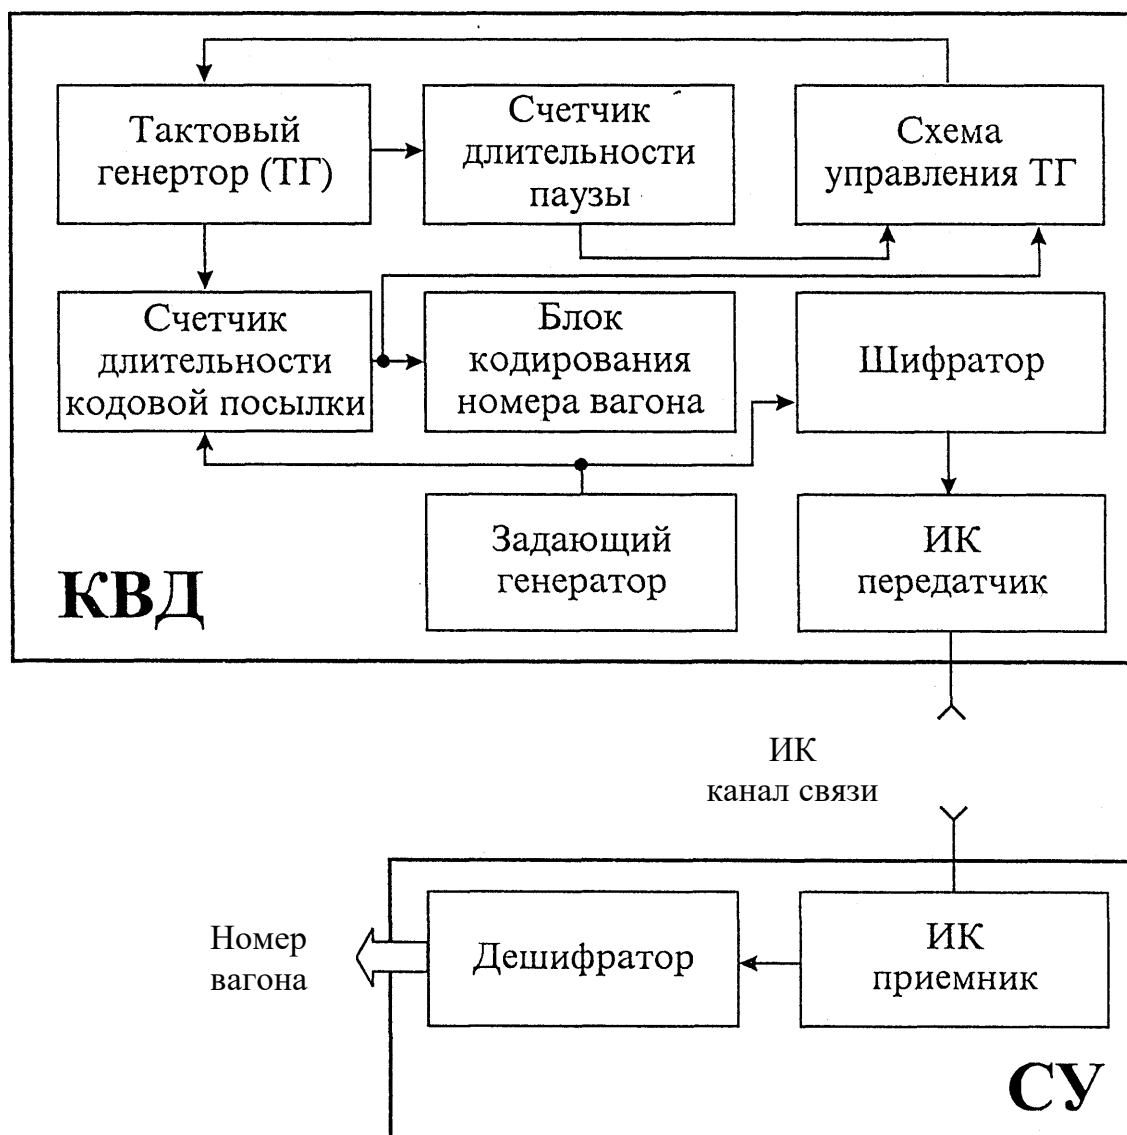 Тактовый
генертор (ТГ)
Счетчик
длительности
паузы
Схема
управления ТГ
Счетчик
длительности
кодовой посылки
Блок
кодирования
номера вагона
Шифратор
Задающий
генератор
ИК
передатчик
КВД
ИК
канал связи
Номер
вагона
Дешифратор
ИК
приемник
СУ